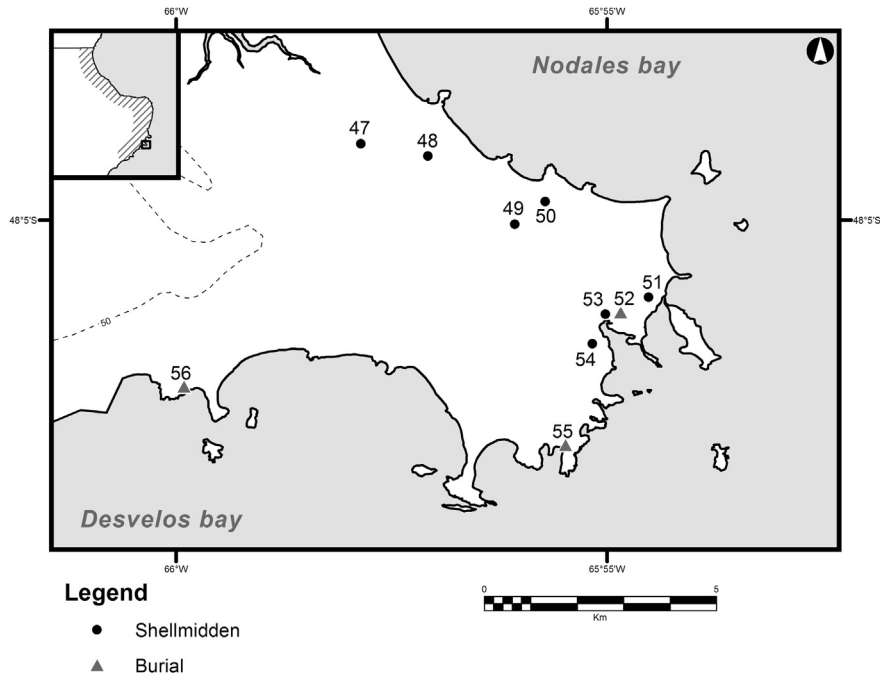 66°W 65°55'W
Nodales bay
47
48
49
50
48°5'S 48°5'S
51
53 52
50
54
56
55
Desvelos bay
66°W 65°55'W
Legend
Shellmidden
Burial
0 5
Km